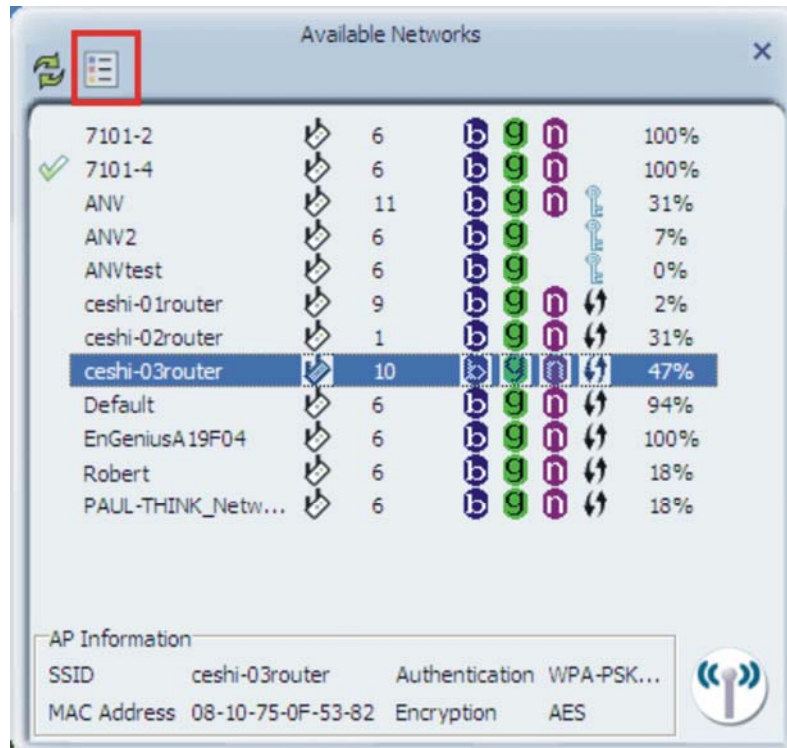 Available Networks
7101-2 6 b g n 100%
7101-4 6 b g n 100%
ANV 11 b g n 31%
ANV2 6 b g 7%
ANVtest 6 b g 0%
ceshi-01router 9 b g n 2%
ceshi-02router 1 b g n 31%
ceshi-03router 10 b g n 47%
Default 6 b g n 94%
EnGeniusA19F04 6 b g n 100%
Robert 6 b g n 18%
PAUL-THINK_Netw... 6 b g n 18%
AP Information
SSID ceshi-03router Authentication WPA-PSK...
MAC Address 08-10-75-0F-53-82 Encryption AES